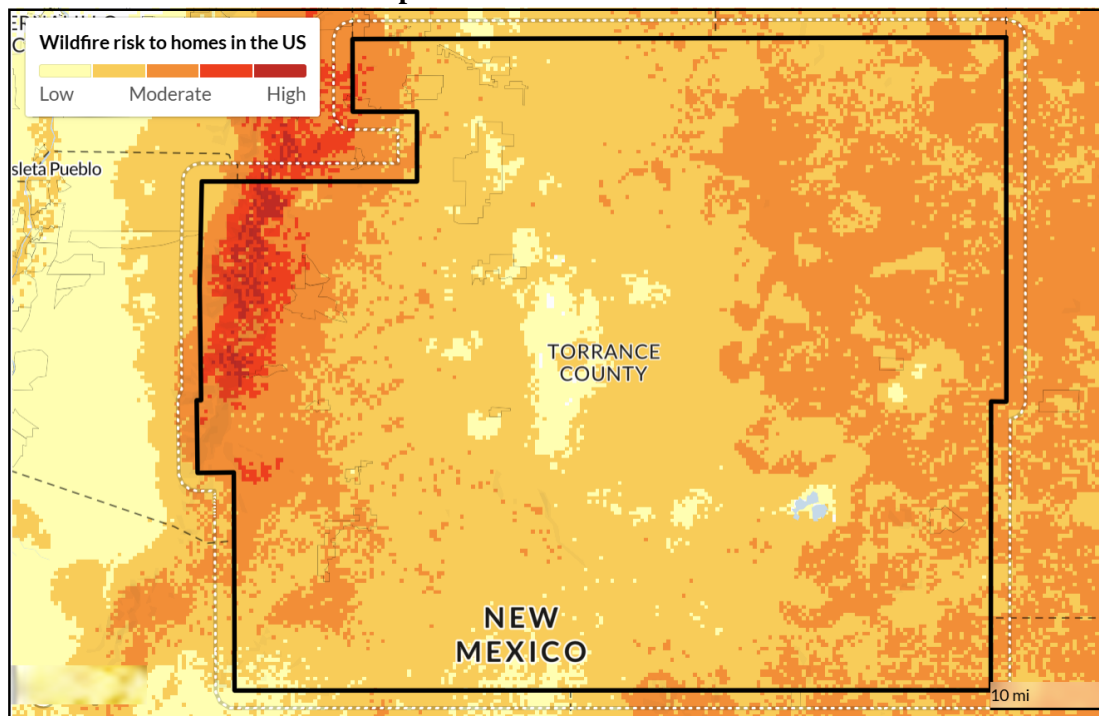 Wildfire risk to homes in the US
Low Moderate High
sleta Pueblo
TORRANCE
COUNTY
NEW
MEXICO
10 mi